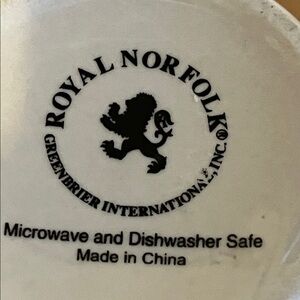 ROYAL NORFOLK®
GREENBRIER INTERNATIONAL, INC.
Microwave and Dishwasher Safe
Made in China